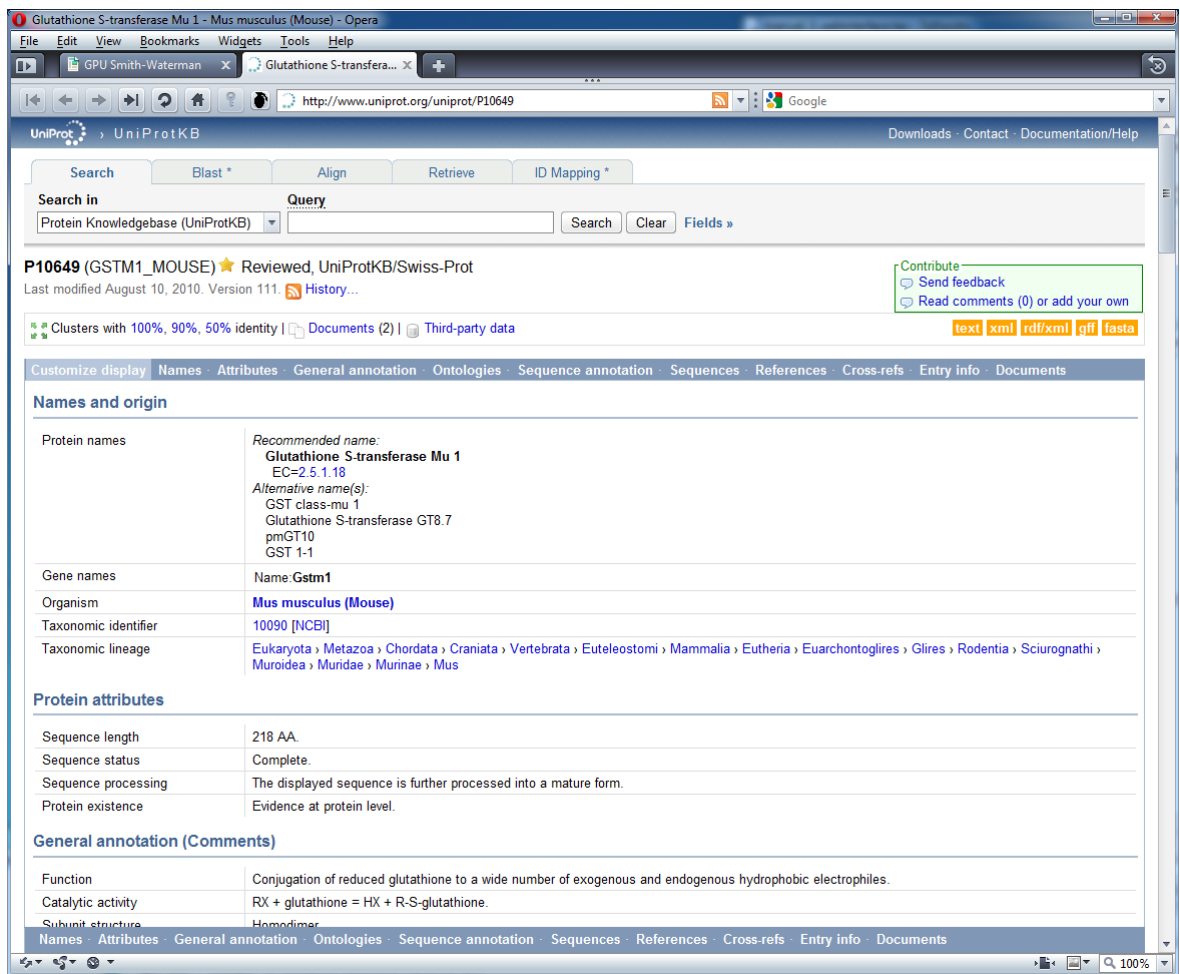 Glutathione S-transferase Mu 1 - Mus musculus (Mouse) - Opera
File Edit View Bookmarks Widgets Tools Help
GPU Smith-Waterman X Glutathione S-transfera... X
http://www.uniprot.org/uniprot/P10649 Google
UniProt › UniProtKB Downloads · Contact · Documentation/Help
Search Blast * Align Retrieve ID Mapping *
Search in Query
Protein Knowledgebase (UniProtKB) Search Clear Fields »
P10649 (GSTM1_MOUSE) Reviewed, UniProtKB/Swiss-Prot
Last modified August 10, 2010. Version 111. History...
Contribute
Send feedback
Read comments (0) or add your own
Clusters with 100%, 90%, 50% identity | Documents (2) | Third-party data text xml rdf/xml gff fasta
Customize display Names · Attributes · General annotation · Ontologies · Sequence annotation · Sequences · References · Cross-refs · Entry info · Documents
Names and origin
Protein names Recommended name:
Glutathione S-transferase Mu 1
EC=2.5.1.18
Alternative name(s):
GST class-mu 1
Glutathione S-transferase GT8.7
pmGT10
GST 1-1
Gene names Name:Gstm1
Organism Mus musculus (Mouse)
Taxonomic identifier 10090 [NCBI]
Taxonomic lineage Eukaryota › Metazoa › Chordata › Craniata › Vertebrata › Euteleostomi › Mammalia › Eutheria › Euarchontoglires › Glires › Rodentia › Sciurognathi ›
Muroidea › Muridae › Murinae › Mus
Protein attributes
Sequence length 218 AA.
Sequence status Complete.
Sequence processing The displayed sequence is further processed into a mature form.
Protein existence Evidence at protein level.
General annotation (Comments)
Function Conjugation of reduced glutathione to a wide number of exogenous and endogenous hydrophobic electrophiles.
Catalytic activity RX + glutathione = HX + R-S-glutathione.
Subunit structure Homodimer.
Names · Attributes · General annotation · Ontologies · Sequence annotation · Sequences · References · Cross-refs · Entry info · Documents
100%